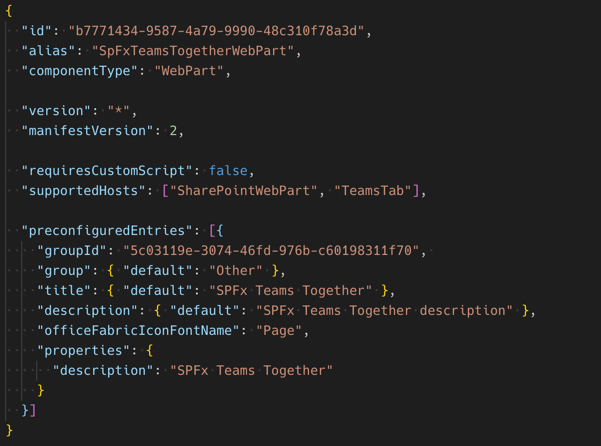 {
"id": "b7771434-9587-4a79-9990-48c310f78a3d",
"alias": "SpFxTeamsTogetherWebPart",
"componentType": "WebPart",
"version": "*",
"manifestVersion": 2,
"requiresCustomScript": false,
"supportedHosts": ["SharePointWebPart", "TeamsTab"],
"preconfiguredEntries": [{
"groupId": "5c03119e-3074-46fd-976b-c60198311f70",
"group": { "default": "Other" },
"title": { "default": "SPFx Teams Together" },
"description": { "default": "SPFx Teams Together description" },
"officeFabricIconFontName": "Page",
"properties": {
"description": "SPFx Teams Together"
}
}]
}